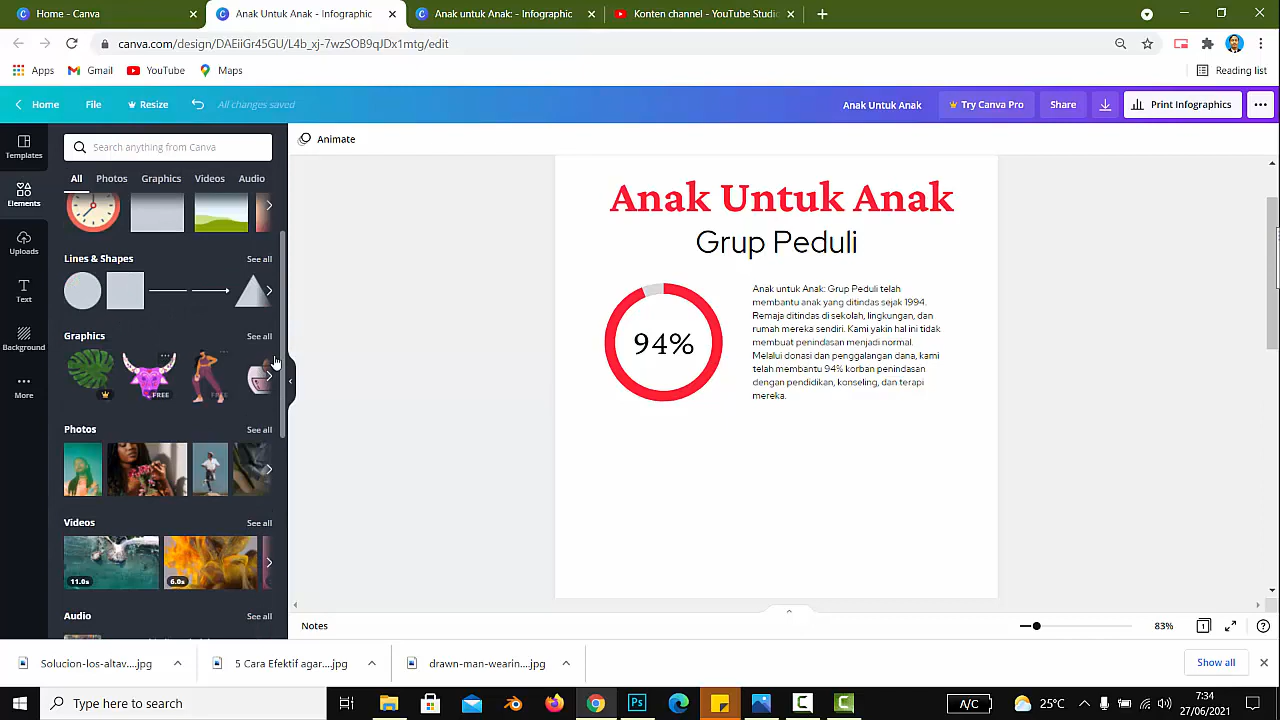 Home - Canva
Anak Untuk Anak - Infographic
Anak untuk Anak: - Infographic
Konten channel - YouTube Studio
canva.com/design/DAEiiGr45GU/L4b_xj-7wzSOB9qJDx1mtg/edit
Apps
Gmail
YouTube
Maps
Reading list
Home
File
Resize
All changes saved
Anak Untuk Anak
Try Canva Pro
Share
Print Infographics
Templates
Elements
Uploads
Text
Background
More
Search anything from Canva
All
Photos
Graphics
Videos
Audio
Lines & Shapes
See all
Graphics
See all
FREE
FREE
Photos
See all
Videos
See all
11.0s
6.0s
Audio
See all
Animate
Anak Untuk Anak
Grup Peduli
94%
Anak untuk Anak: Grup Peduli telah
membantu anak yang ditindas sejak 1994.
Remaja ditindas di sekolah, lingkungan, dan
rumah mereka sendiri. Kami yakin hal ini tidak
membuat penindasan menjadi normal.
Melalui donasi dan penggalangan dana, kami
telah membantu 94% korban penindasan
dengan pendidikan, konseling, dan terapi
mereka.
Notes
83%
1
Solucion-los-altav....jpg
5 Cara Efektif agar....jpg
drawn-man-wearin....jpg
Show all
Type here to search
Ps
A/C
25°C
7:34
27/06/2021